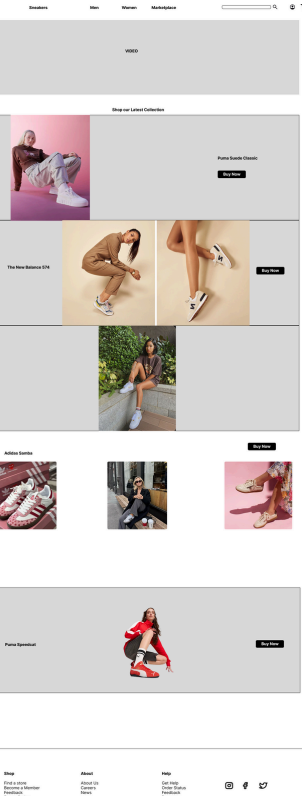 Sneakers Men Women Marketplace
VIDEO
Shop our Latest Collection
Puma Suede Classic
Buy Now
The New Balance 574
Buy Now
Buy Now
Adidas Samba
Puma Speedcat
Buy Now
Shop About Help
Find a store About Us Get Help
Become a Member Careers Order Status
Feedback News Feedback